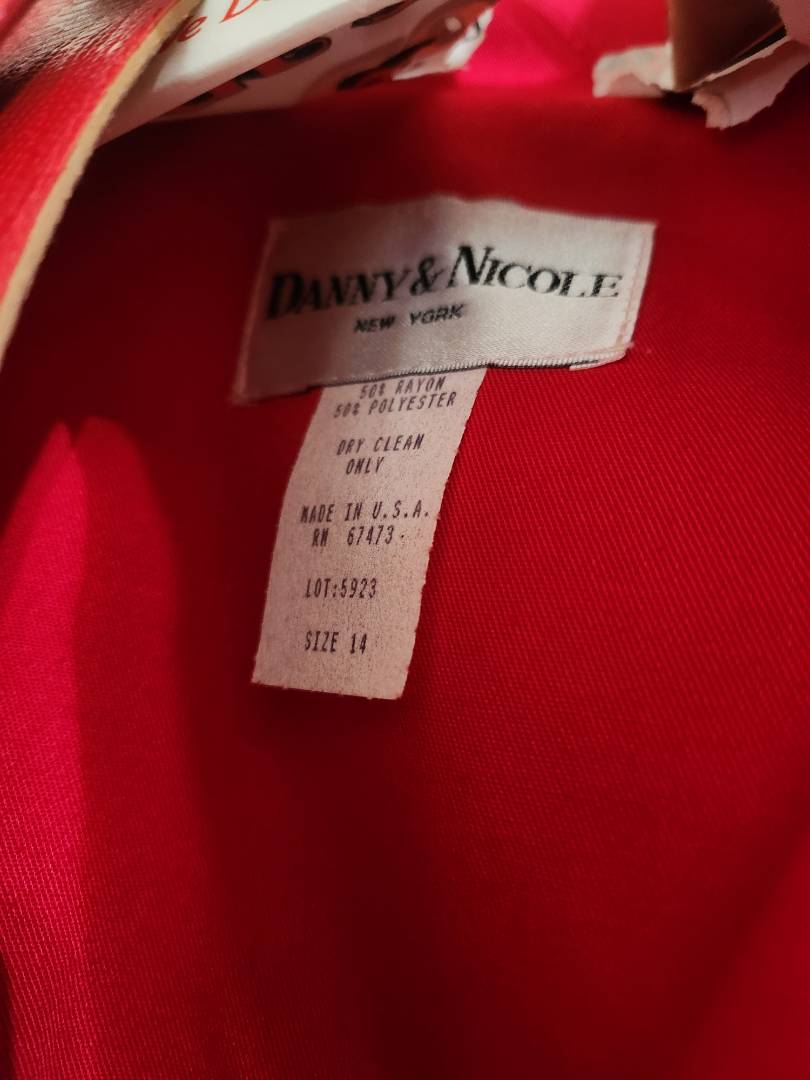 DANNY & NICOLE
NEW YORK
50% RAYON
50% POLYESTER
DRY CLEAN
ONLY
MADE IN U.S.A.
RN 67473
LOT:5923
SIZE 14